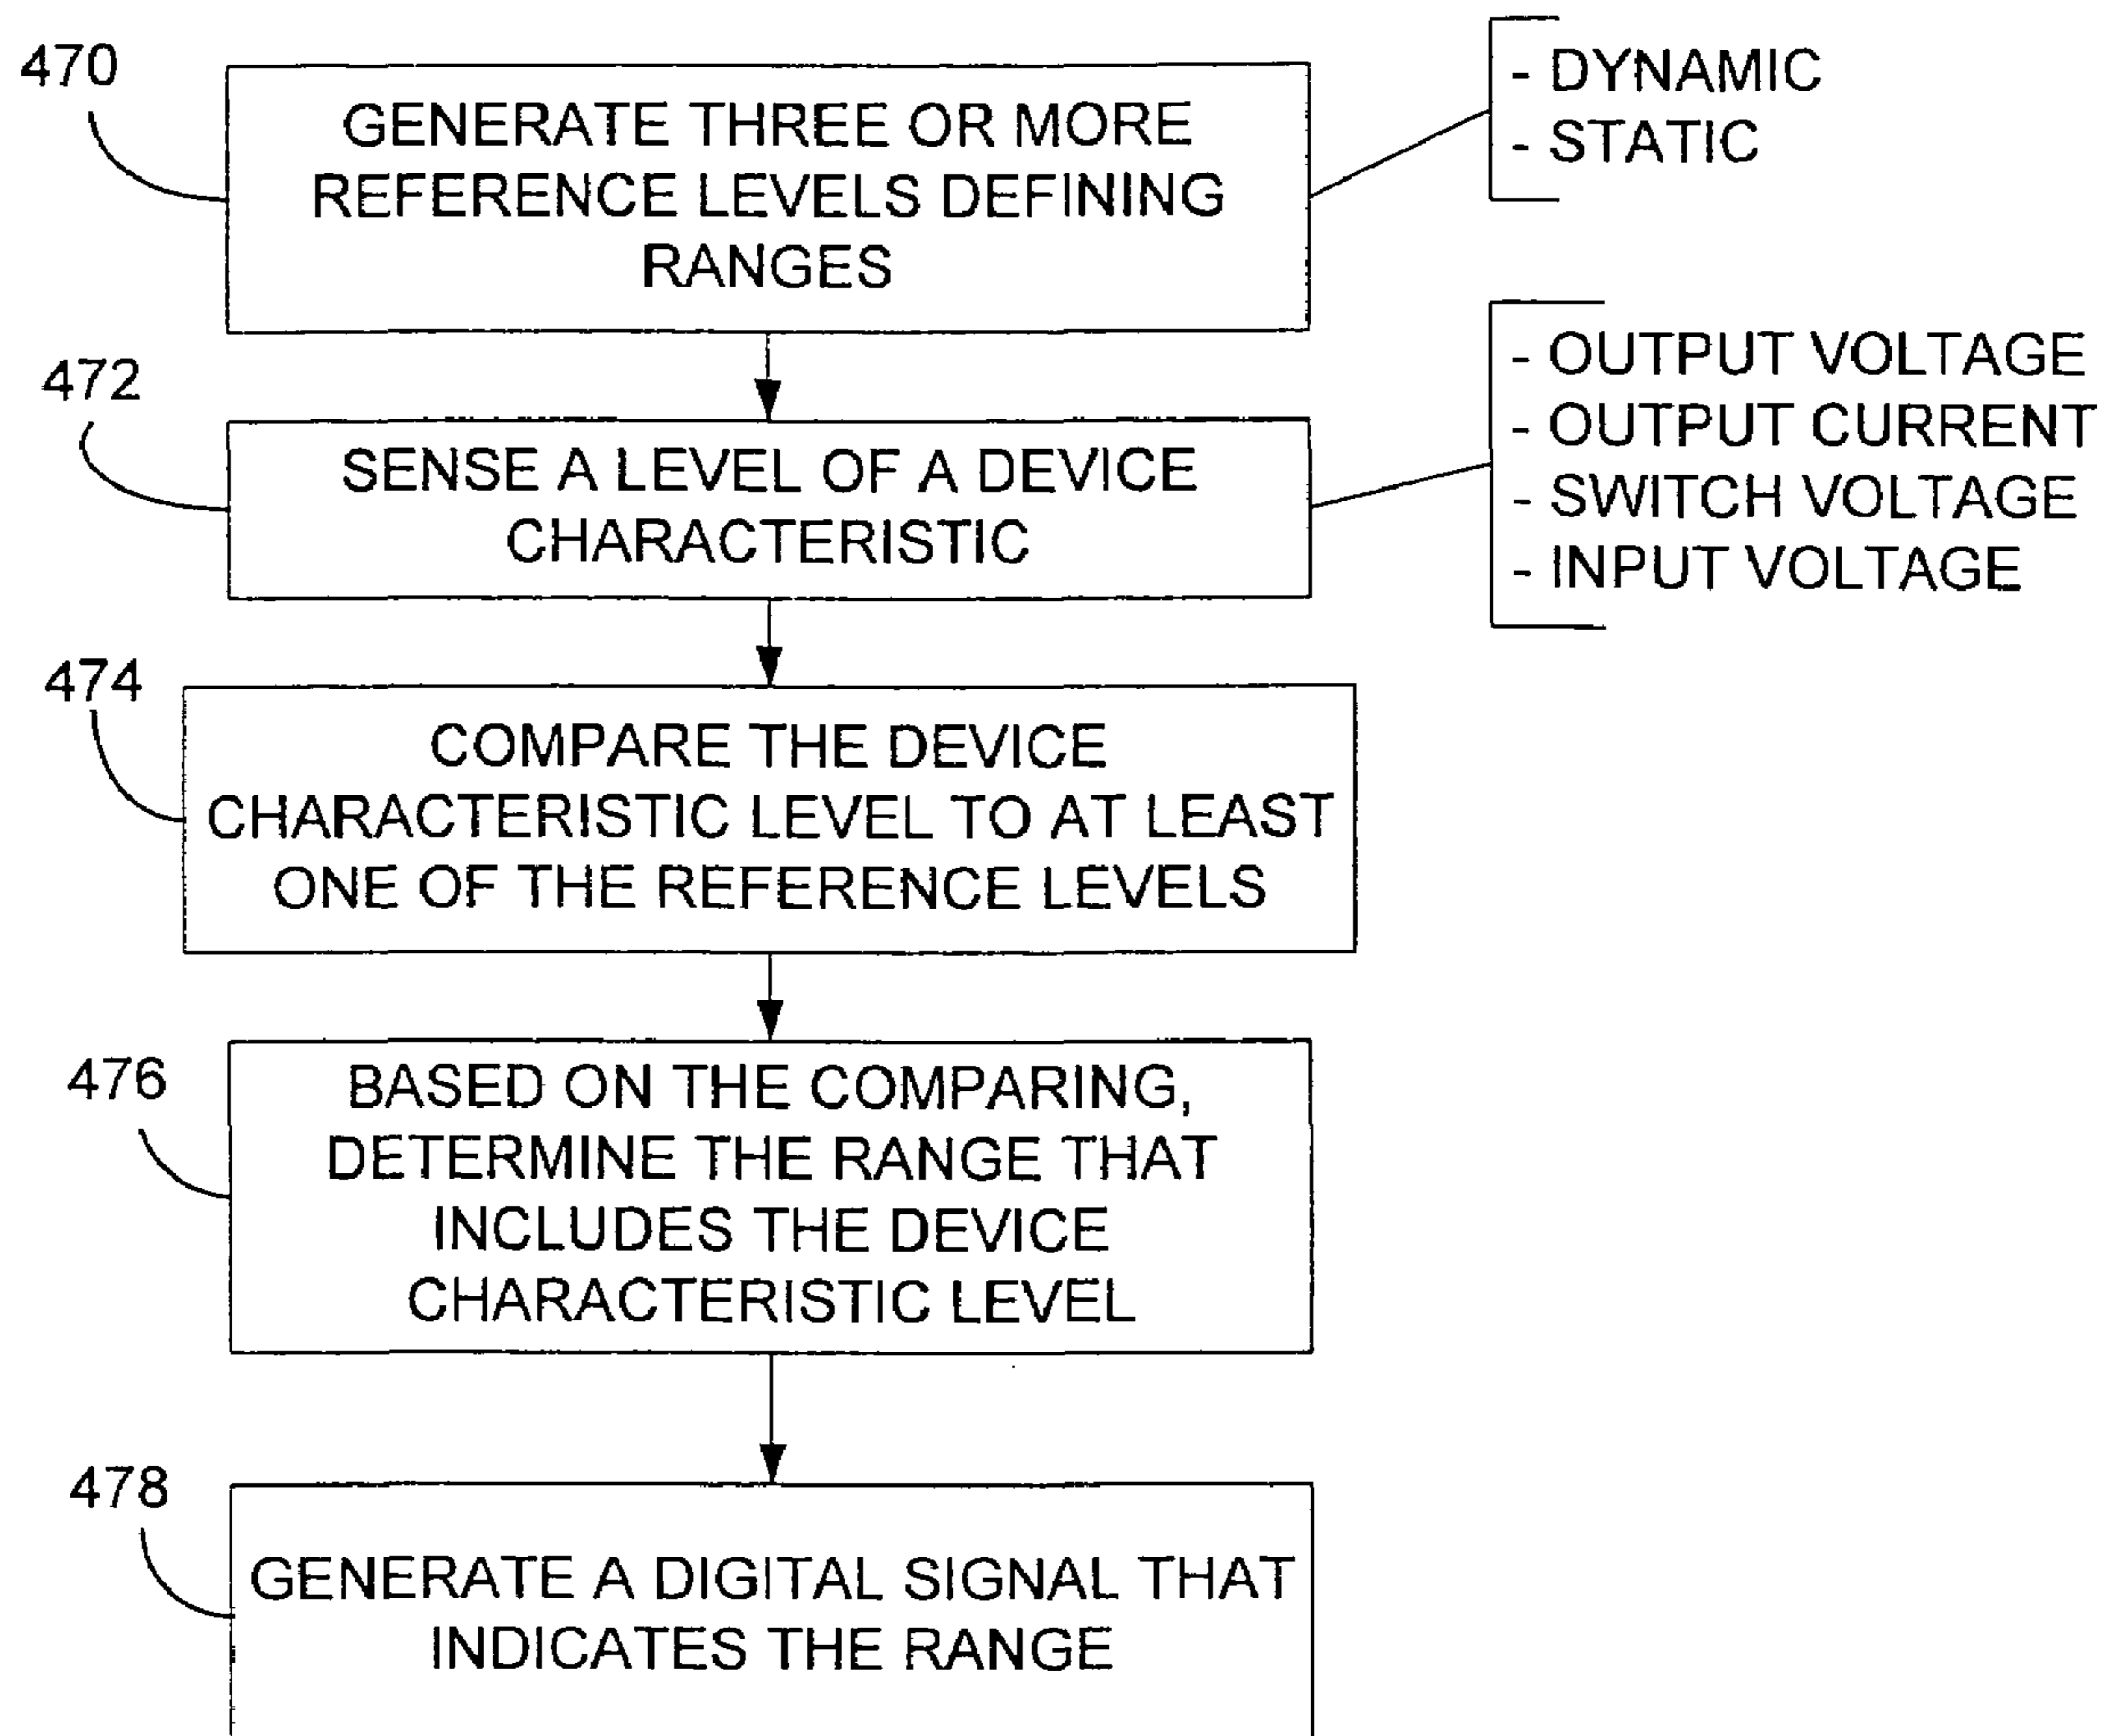 470
GENERATE THREE OR MORE
REFERENCE LEVELS DEFINING
RANGES
- DYNAMIC
- STATIC
472
SENSE A LEVEL OF A DEVICE
CHARACTERISTIC
- OUTPUT VOLTAGE
- OUTPUT CURRENT
- SWITCH VOLTAGE
- INPUT VOLTAGE
474
COMPARE THE DEVICE
CHARACTERISTIC LEVEL TO AT LEAST
ONE OF THE REFERENCE LEVELS
476
BASED ON THE COMPARING,
DETERMINE THE RANGE THAT
INCLUDES THE DEVICE
CHARACTERISTIC LEVEL
478
GENERATE A DIGITAL SIGNAL THAT
INDICATES THE RANGE